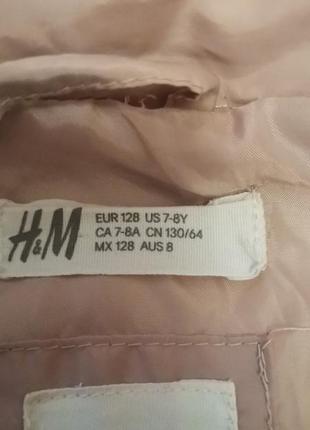 H&M
EUR 128 US 7-8Y
CA 7-8A CN 130/64
MX 128 AUS 8